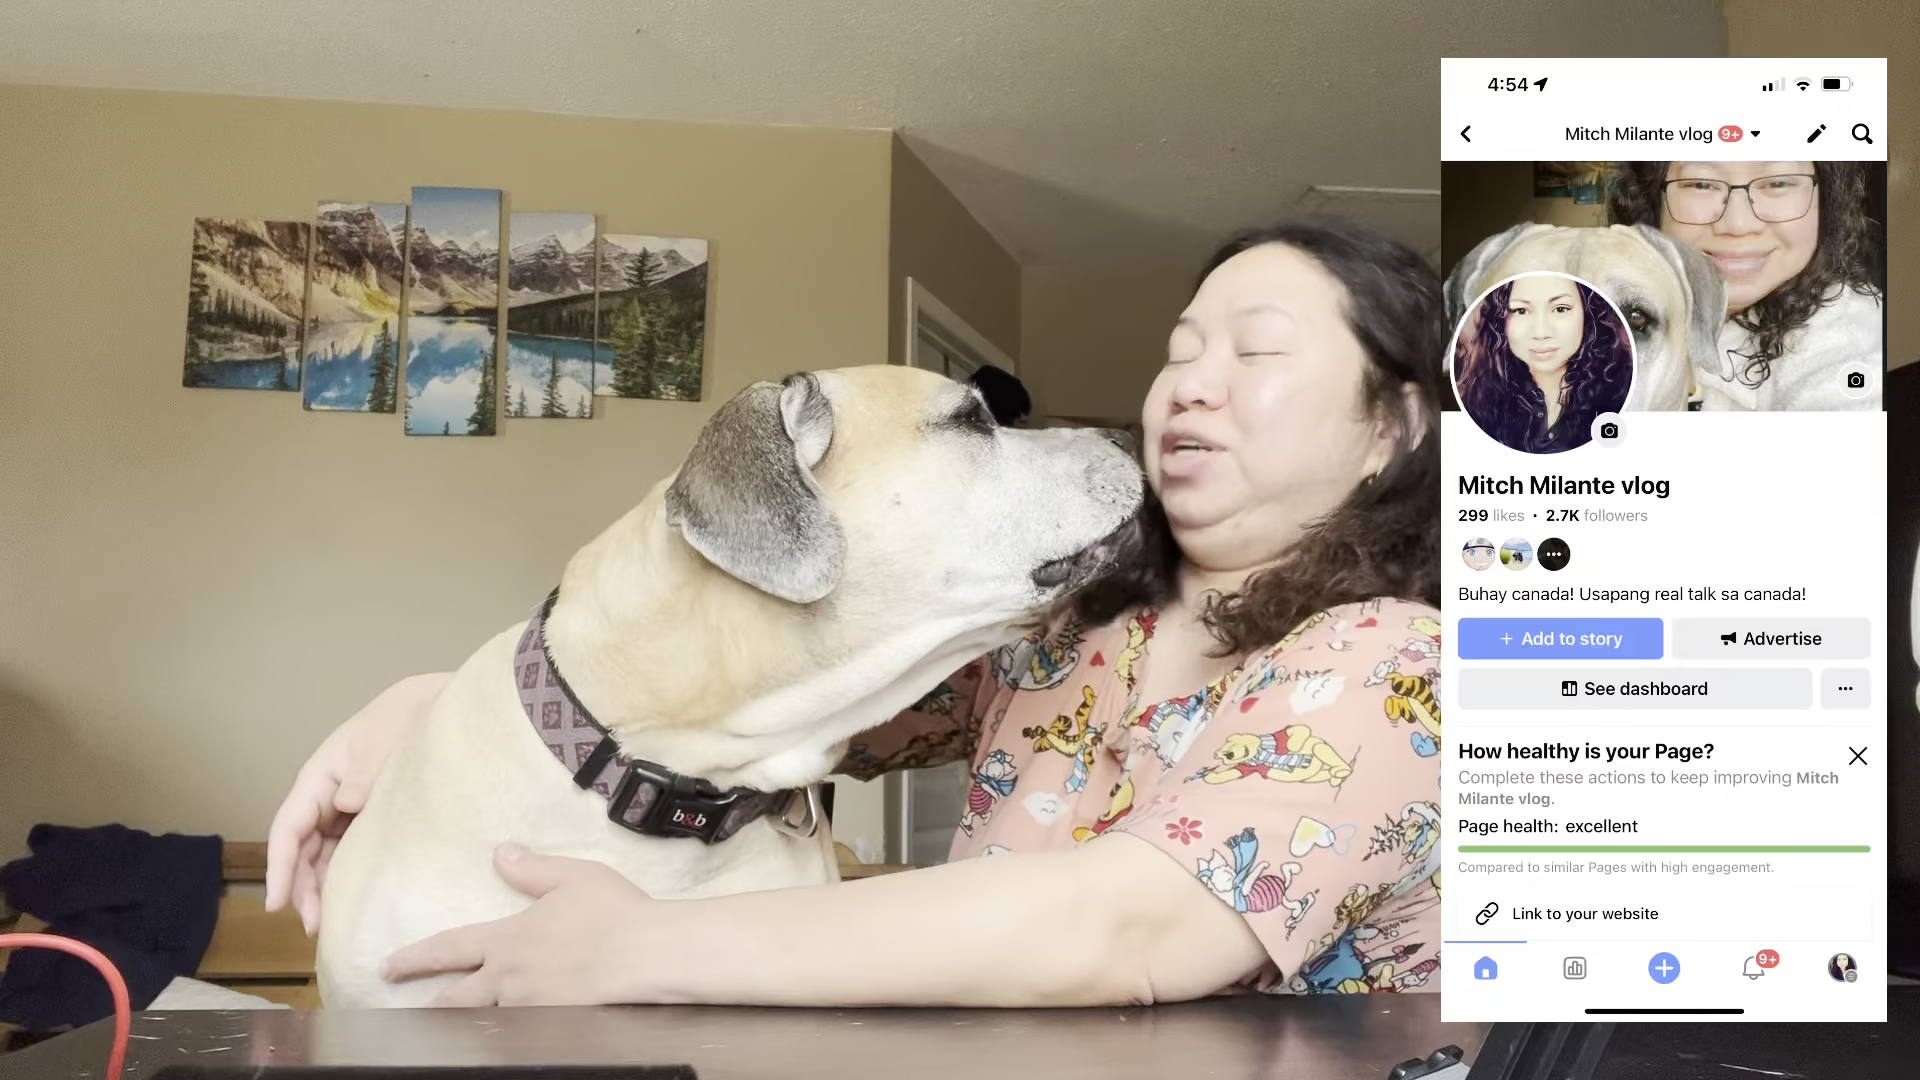 4:54
Mitch Milante vlog 9+
Mitch Milante vlog
299 likes · 2.7K followers
Buhay canada! Usapang real talk sa canada!
+ Add to story
Advertise
See dashboard
How healthy is your Page?
Complete these actions to keep improving Mitch
Milante vlog.
Page health: excellent
Compared to similar Pages with high engagement.
Link to your website
9+
b&b